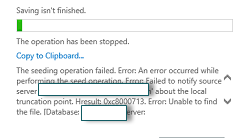 Saving isn't finished.
The operation has been stopped.
Copy to Clipboard...
The seeding operation failed. Error: An error occurred while
performing the seed operation. Error: Failed to notify source
server ' about the local
truncation point. Hresult: 0xc8000713. Error: Unable to find
the file. [Database: erver: